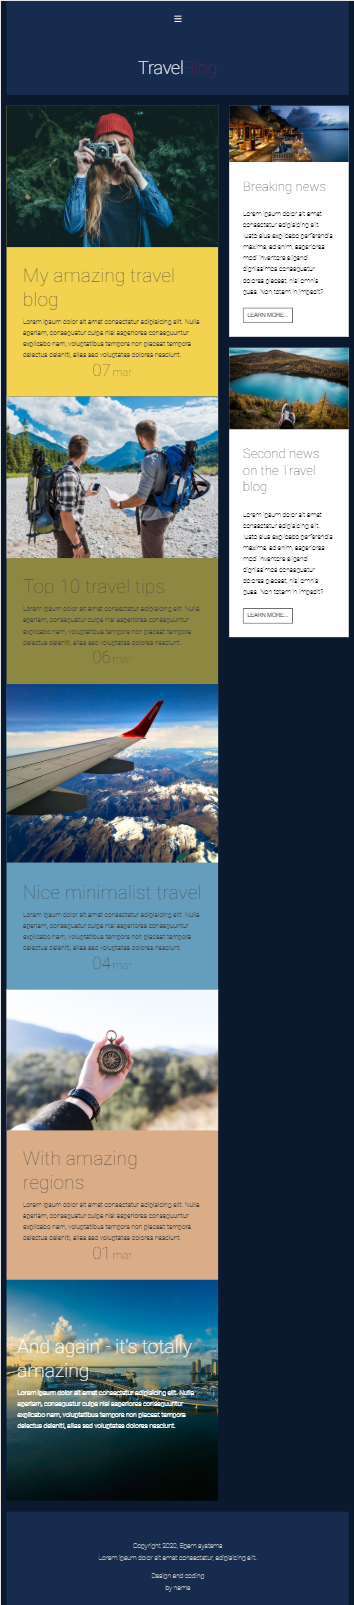 ☰
TravelBlog
My amazing travel
blog
Lorem ipsum dolor sit amet consectetur adipisicing elit. Nulla
aperiam, consequatur culpa nisi asperiores consequuntur
explicabo nam, voluptatibus tempore non placeat tempora
delectus deleniti, alias sed voluptates dolores nesciunt.
07 mar
Top 10 travel tips
Lorem ipsum dolor sit amet consectetur adipisicing elit. Nulla
aperiam, consequatur culpa nisi asperiores consequuntur
explicabo nam, voluptatibus tempore non placeat tempora
delectus deleniti, alias sed voluptates dolores nesciunt.
06 mar
Nice minimalist travel
Lorem ipsum dolor sit amet consectetur adipisicing elit. Nulla
aperiam, consequatur culpa nisi asperiores consequuntur
explicabo nam, voluptatibus tempore non placeat tempora
delectus deleniti, alias sed voluptates dolores nesciunt.
04 mar
With amazing
regions
Lorem ipsum dolor sit amet consectetur adipisicing elit. Nulla
aperiam, consequatur culpa nisi asperiores consequuntur
explicabo nam, voluptatibus tempore non placeat tempora
delectus deleniti, alias sed voluptates dolores nesciunt.
01 mar
And again - it's totally
amazing
Lorem ipsum dolor sit amet consectetur adipisicing elit. Nulla
aperiam, consequatur culpa nisi asperiores consequuntur
explicabo nam, voluptatibus tempore non placeat tempora
delectus deleniti, alias sed voluptates dolores nesciunt.
Breaking news
Lorem ipsum dolor sit amet
consectetur adipisicing elit.
Iusto eius explicabo perferendis
maxime, ad enim, asperiores
modi inventore eligendi
dignissimos consequatur
dolores placeat, nisi omnis
quas. Non totam in impedit?
LEARN MORE...
Second news
on the Travel
blog
Lorem ipsum dolor sit amet
consectetur adipisicing elit.
Iusto eius explicabo perferendis
maxime, ad enim, asperiores
modi inventore eligendi
dignissimos consequatur
dolores placeat, nisi omnis
quas. Non totam in impedit?
LEARN MORE...
Copyright 2020, Epam systems
Lorem ipsum dolor sit amet consectetur, adipisicing elit.
Design and coding
by name